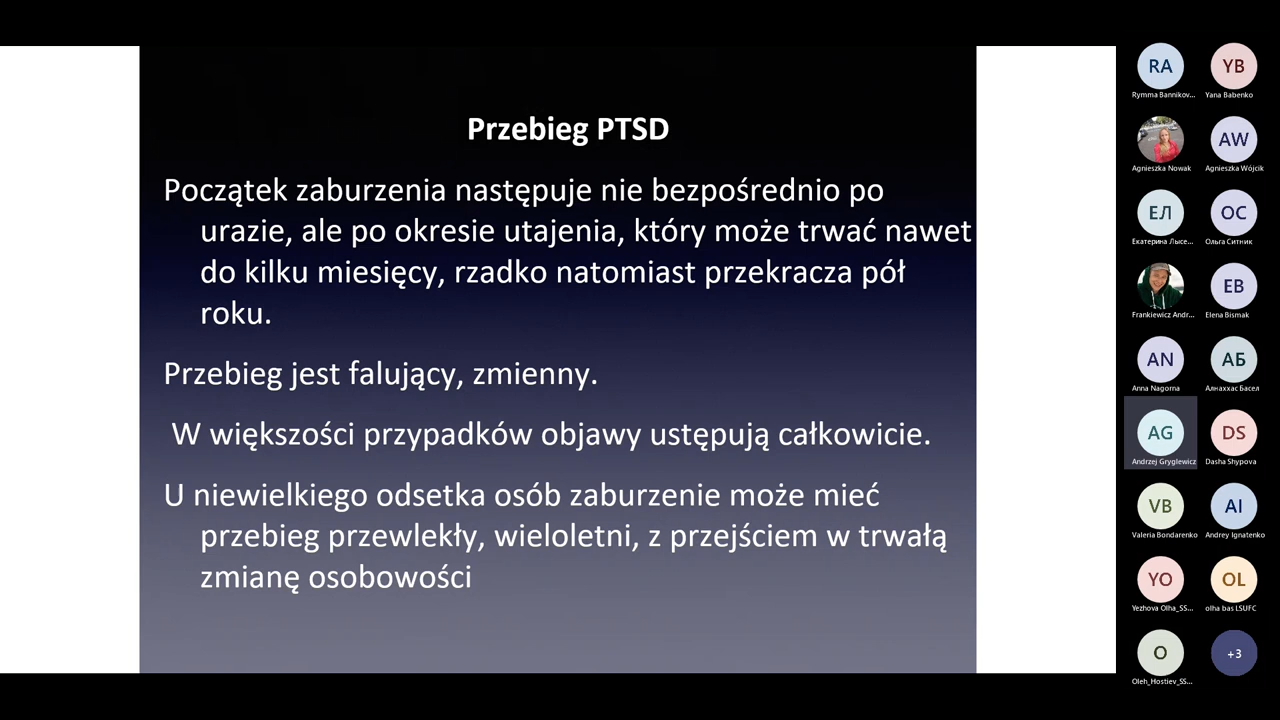 Przebieg PTSD
Początek zaburzenia następuje nie bezpośrednio po
urazie, ale po okresie utajenia, który może trwać nawet
do kilku miesięcy, rzadko natomiast przekracza pół
roku.
Przebieg jest falujący, zmienny.
W większości przypadków objawy ustępują całkowicie.
U niewielkiego odsetka osób zaburzenie może mieć
przebieg przewlekły, wieloletni, z przejściem w trwałą
zmianę osobowości
RA YB
Rymma Bannikov... Yana Babenko
AW
Agnieszka Nowak Agnieszka Wójcik
ЕЛ ОС
Екатерина Лысе... Ольга Ситник
EB
Frankiewicz Andr... Elena Bismak
AN АБ
Anna Nagorna Алнаххас Басел
AG DS
Andrzej Gryglewicz Dasha Shypova
VB AI
Valeria Bondarenko Andrey Ignatenko
YO OL
Yezhova Olha_SS... olha bas LSUFC
O +3
Oleh_Hostiev_SS...